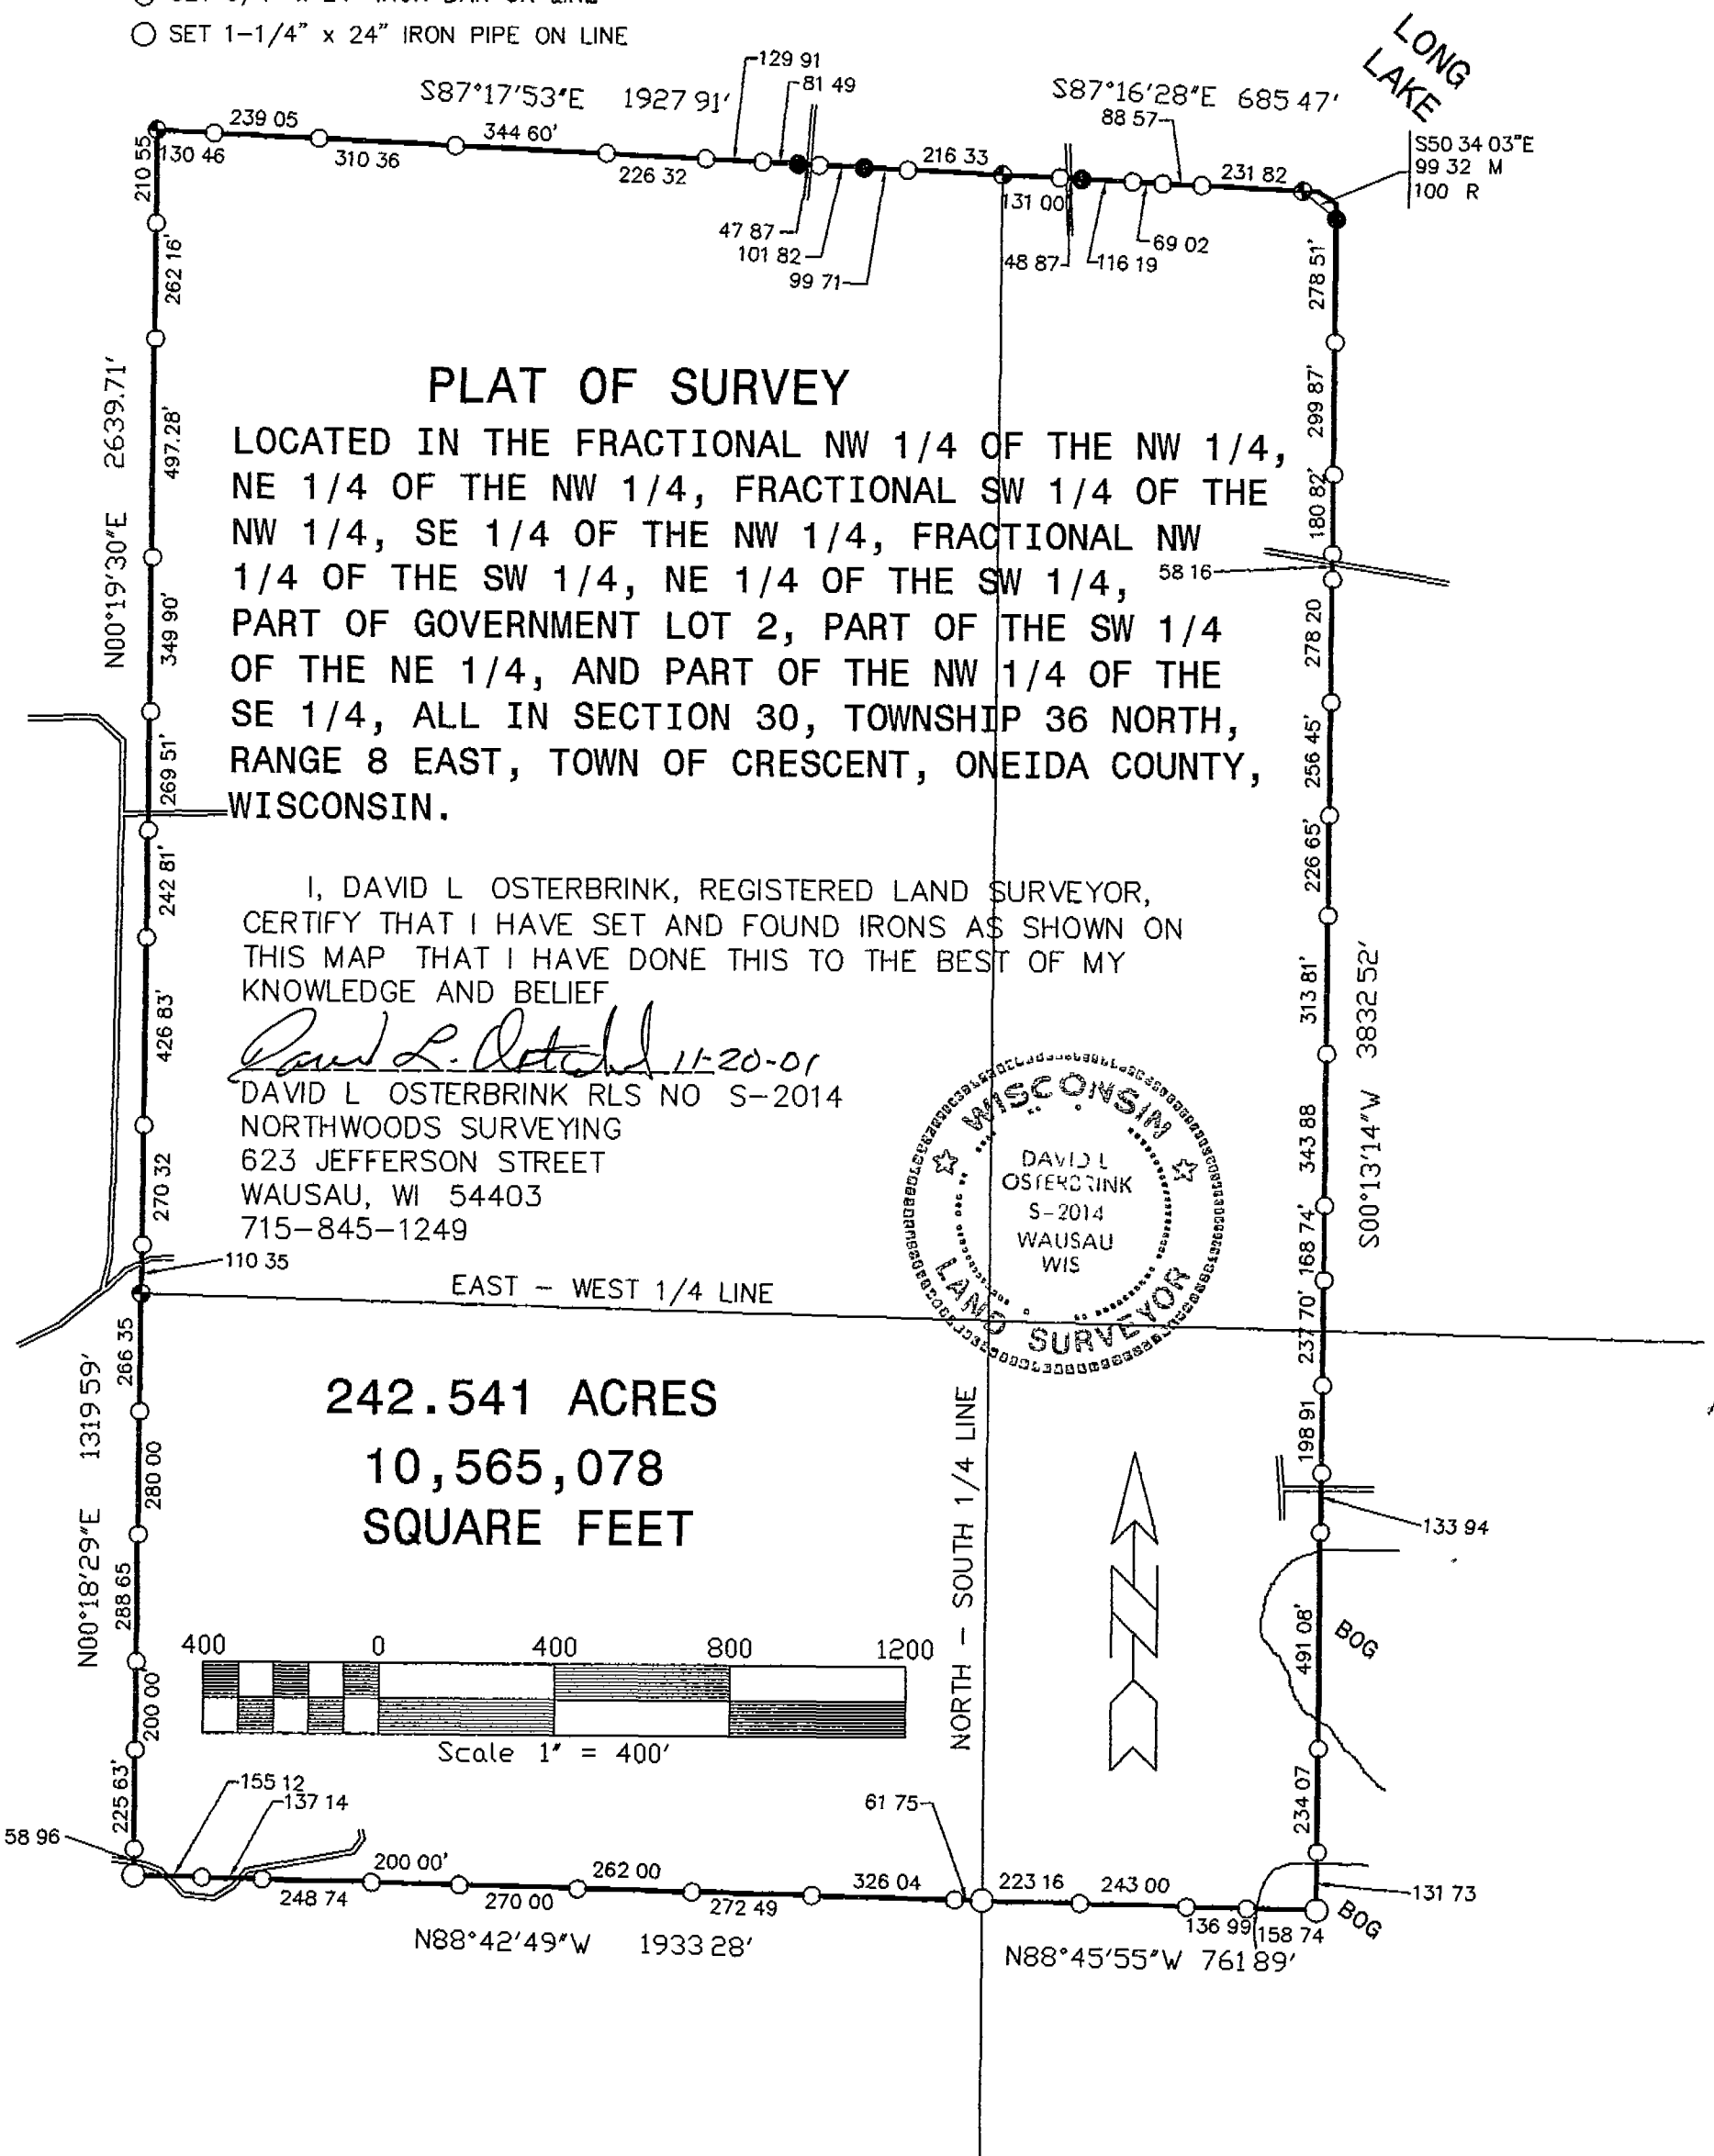 SET 1-1/4" x 24" IRON PIPE ON LINE
LONG
LAKE
S87°17'53"E 1927 91'
129 91
81 49
S87°16'28"E 685 47'
88 57
S50 34 03"E
99 32 M
100 R
239 05
344 60'
216 33
231 82
130 46
310 36
226 32
131 00
47 87
101 82
99 71
48 87
116 19
69 02
210 55
262 16'
497.28'
349 90'
269 51'
242 81'
426 83'
270 32
110 35
N00°19'30"E 2639.71'
278 51'
299 87'
180 82'
58 16
278 20
256 45'
226 65'
313 81'
343 88
168 74'
237 70'
198 91
133 94
491 08'
234 07
131 73
S00°13'14"W 3832 52'
PLAT OF SURVEY
LOCATED IN THE FRACTIONAL NW 1/4 OF THE NW 1/4,
NE 1/4 OF THE NW 1/4, FRACTIONAL SW 1/4 OF THE
NW 1/4, SE 1/4 OF THE NW 1/4, FRACTIONAL NW
1/4 OF THE SW 1/4, NE 1/4 OF THE SW 1/4,
PART OF GOVERNMENT LOT 2, PART OF THE SW 1/4
OF THE NE 1/4, AND PART OF THE NW 1/4 OF THE
SE 1/4, ALL IN SECTION 30, TOWNSHIP 36 NORTH,
RANGE 8 EAST, TOWN OF CRESCENT, ONEIDA COUNTY,
WISCONSIN.
I, DAVID L OSTERBRINK, REGISTERED LAND SURVEYOR,
CERTIFY THAT I HAVE SET AND FOUND IRONS AS SHOWN ON
THIS MAP THAT I HAVE DONE THIS TO THE BEST OF MY
KNOWLEDGE AND BELIEF
11-20-01
DAVID L OSTERBRINK RLS NO S-2014
NORTHWOODS SURVEYING
623 JEFFERSON STREET
WAUSAU, WI 54403
715-845-1249
WISCONSIN
DAVID L
OSTERBRINK
S-2014
WAUSAU
WIS
LAND SURVEYOR
EAST - WEST 1/4 LINE
NORTH - SOUTH 1/4 LINE
242.541 ACRES
10,565,078
SQUARE FEET
266 35
280 00
288 65
200 00'
225 63'
58 96
N00°18'29"E 1319 59'
400 0 400 800 1200
Scale 1" = 400'
BOG
BOG
155 12
137 14
248 74
200 00'
270 00
262 00
272 49
326 04
61 75
223 16
243 00
136 99
158 74
N88°42'49"W 1933 28'
N88°45'55"W 761 89'